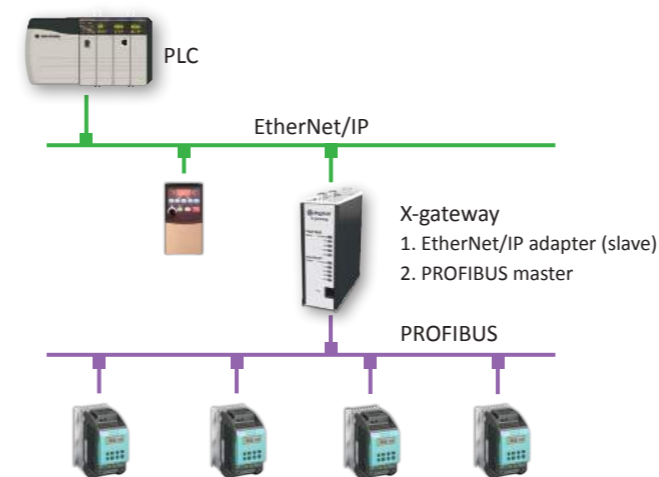 PLC
EtherNet/IP
X-gateway
1. EtherNet/IP adapter (slave)
2. PROFIBUS master
PROFIBUS